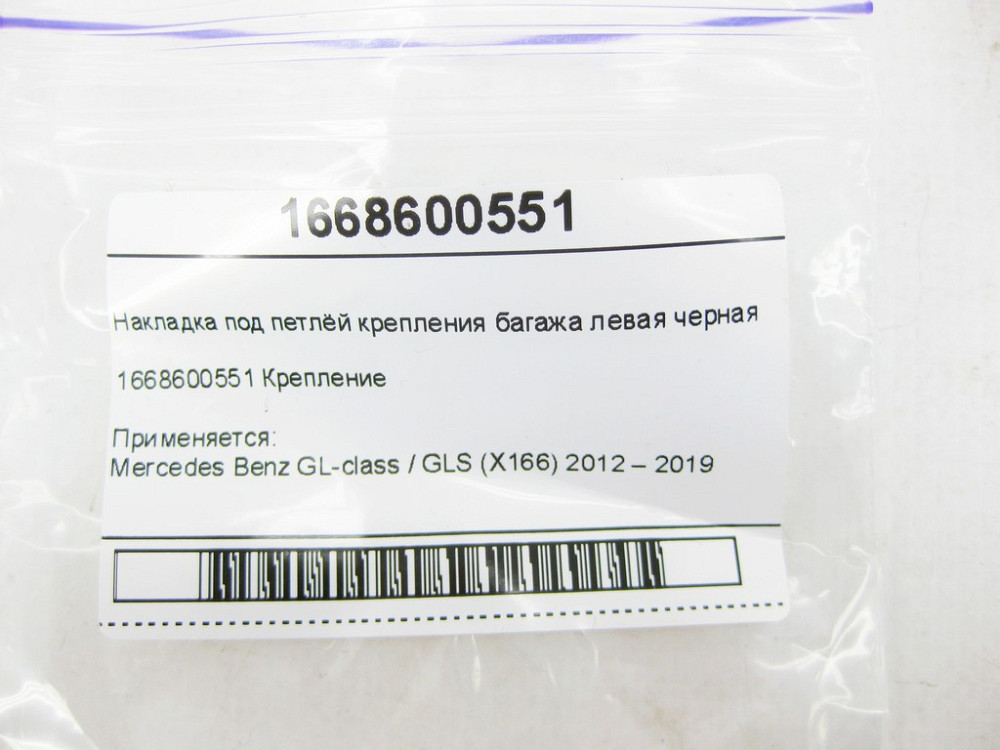 1668600551
Накладка под петлёй крепления багажа левая черная
1668600551 Крепление
Применяется:
Mercedes Benz GL-class / GLS (X166) 2012 – 2019